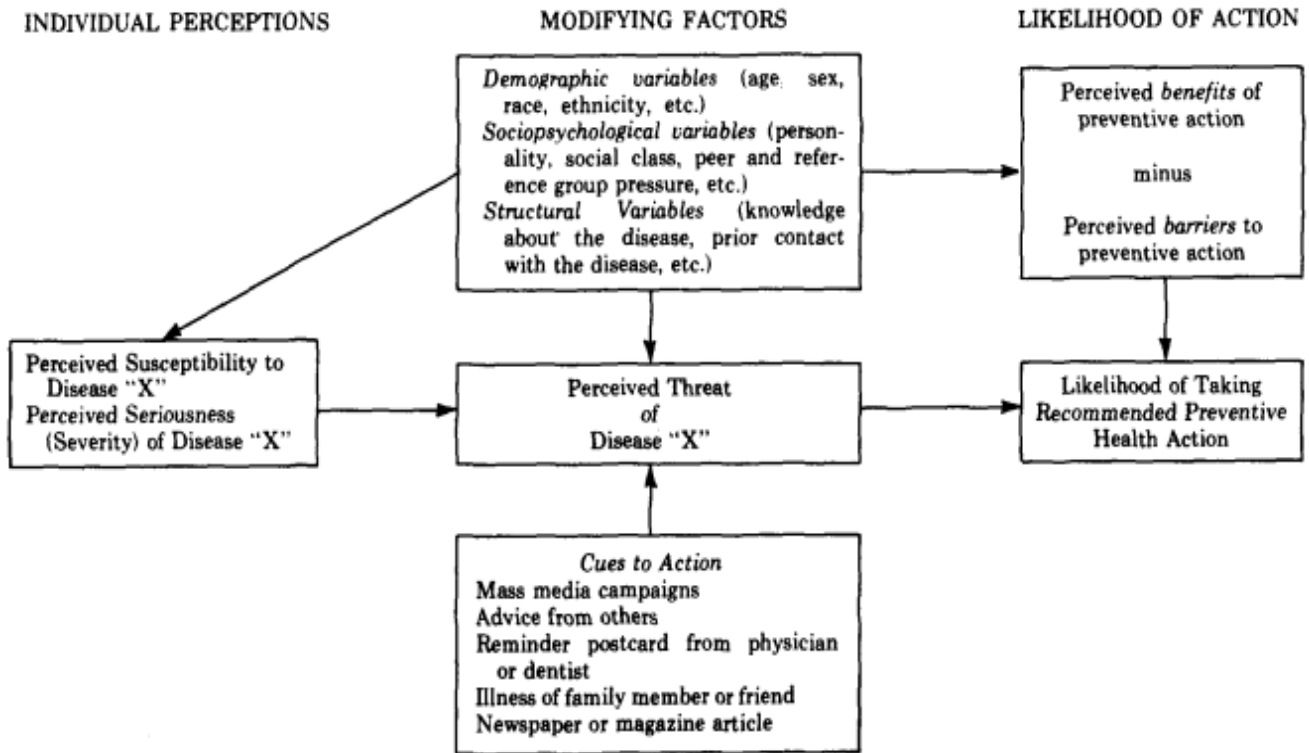 INDIVIDUAL PERCEPTIONS
MODIFYING FACTORS
LIKELIHOOD OF ACTION
Demographic variables (age, sex,
race, ethnicity, etc.)
Sociopsychological variables (person-
ality, social class, peer and refer-
ence group pressure, etc.)
Structural Variables (knowledge
about the disease, prior contact
with the disease, etc.)
Perceived benefits of
preventive action
minus
Perceived barriers to
preventive action
Perceived Susceptibility to
Disease “X”
Perceived Seriousness
(Severity) of Disease “X”
Perceived Threat
of
Disease “X”
Likelihood of Taking
Recommended Preventive
Health Action
Cues to Action
Mass media campaigns
Advice from others
Reminder postcard from physician
or dentist
Illness of family member or friend
Newspaper or magazine article